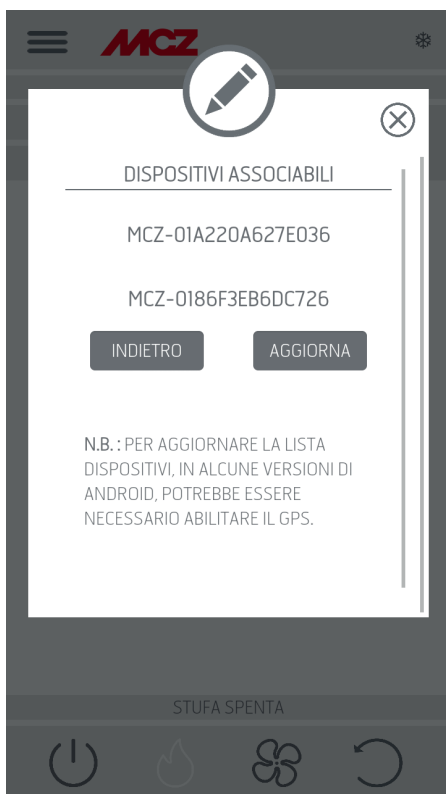 MCZ
DISPOSITIVI ASSOCIABILI
MCZ-01A220A627E036
MCZ-0186F3EB6DC726
INDIETRO
AGGIORNA
N.B. : PER AGGIORNARE LA LISTA
DISPOSITIVI, IN ALCUNE VERSIONI DI
ANDROID, POTREBBE ESSERE
NECESSARIO ABILITARE IL GPS.
STUFA SPENTA